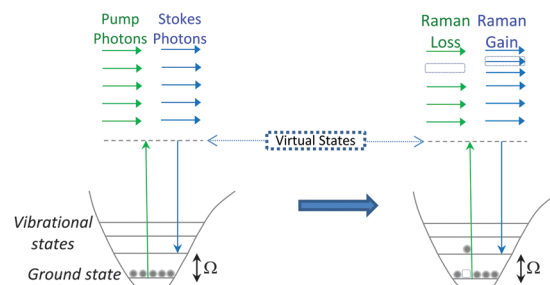 Pump Photons
Stokes Photons
Raman Loss
Raman Gain
Virtual States
Vibrational states
Ground state
Ω
Ω